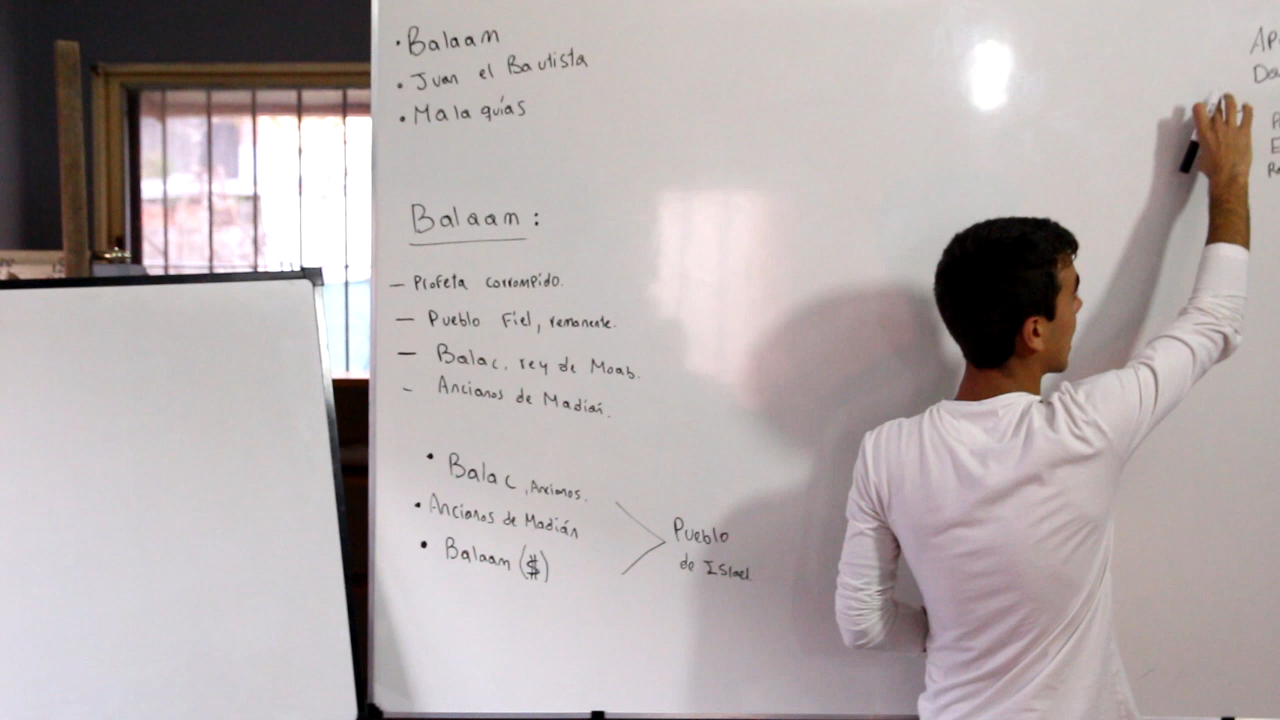 • Balaam
• Juan el Bautista
• Malaquías
Balaam :
— Profeta corrompido.
— Pueblo Fiel, remanente.
— Balac, rey de Moab.
- Ancianos de Madián.
• Balac, Ancianos.
• Ancianos de Madián
• Balaam ($)
Pueblo
de Israel.